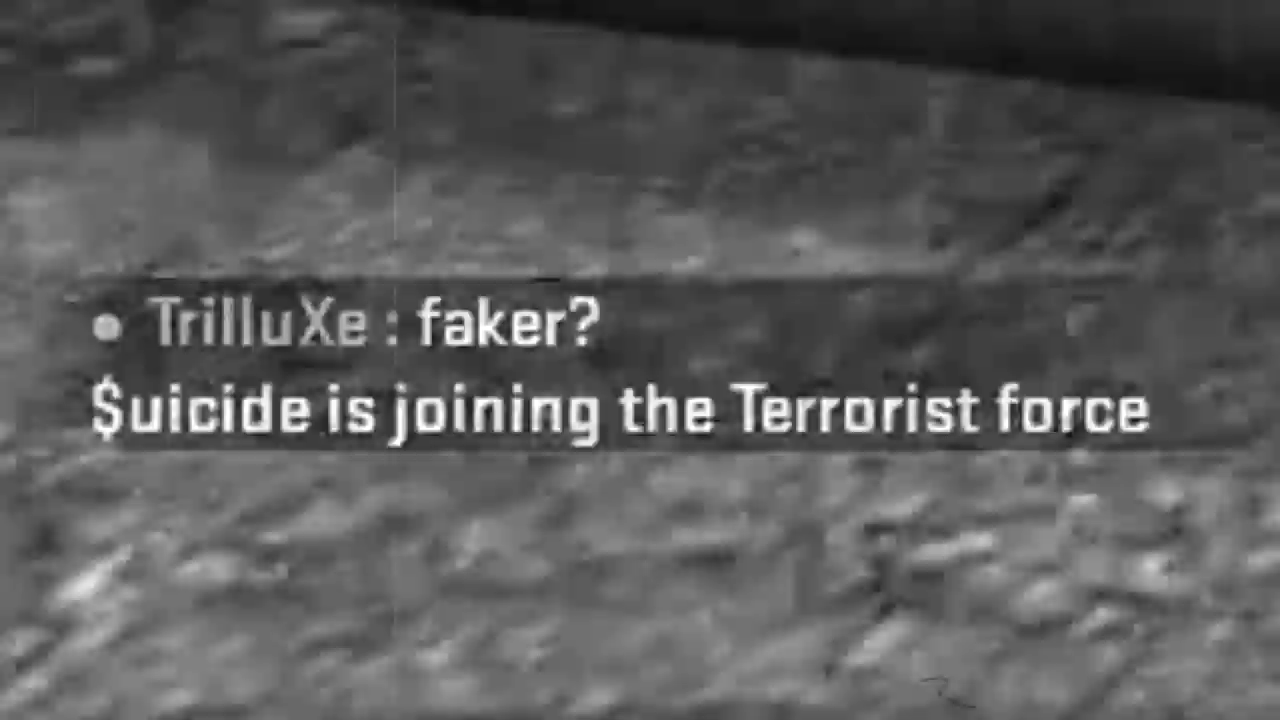 ● TrilluXe : faker?
$uicide is joining the Terrorist force